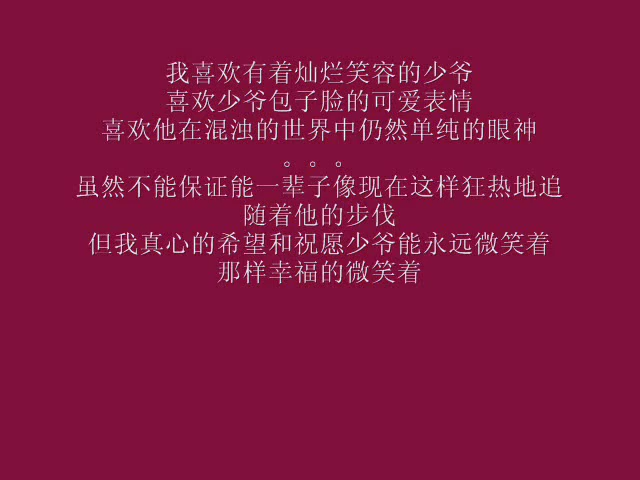 我喜欢有着灿烂笑容的少爷
喜欢少爷包子脸的可爱表情
喜欢他在混浊的世界中仍然单纯的眼神
。。。
虽然不能保证能一辈子像现在这样狂热地追
随着他的步伐
但我真心的希望和祝愿少爷能永远微笑着
那样幸福的微笑着